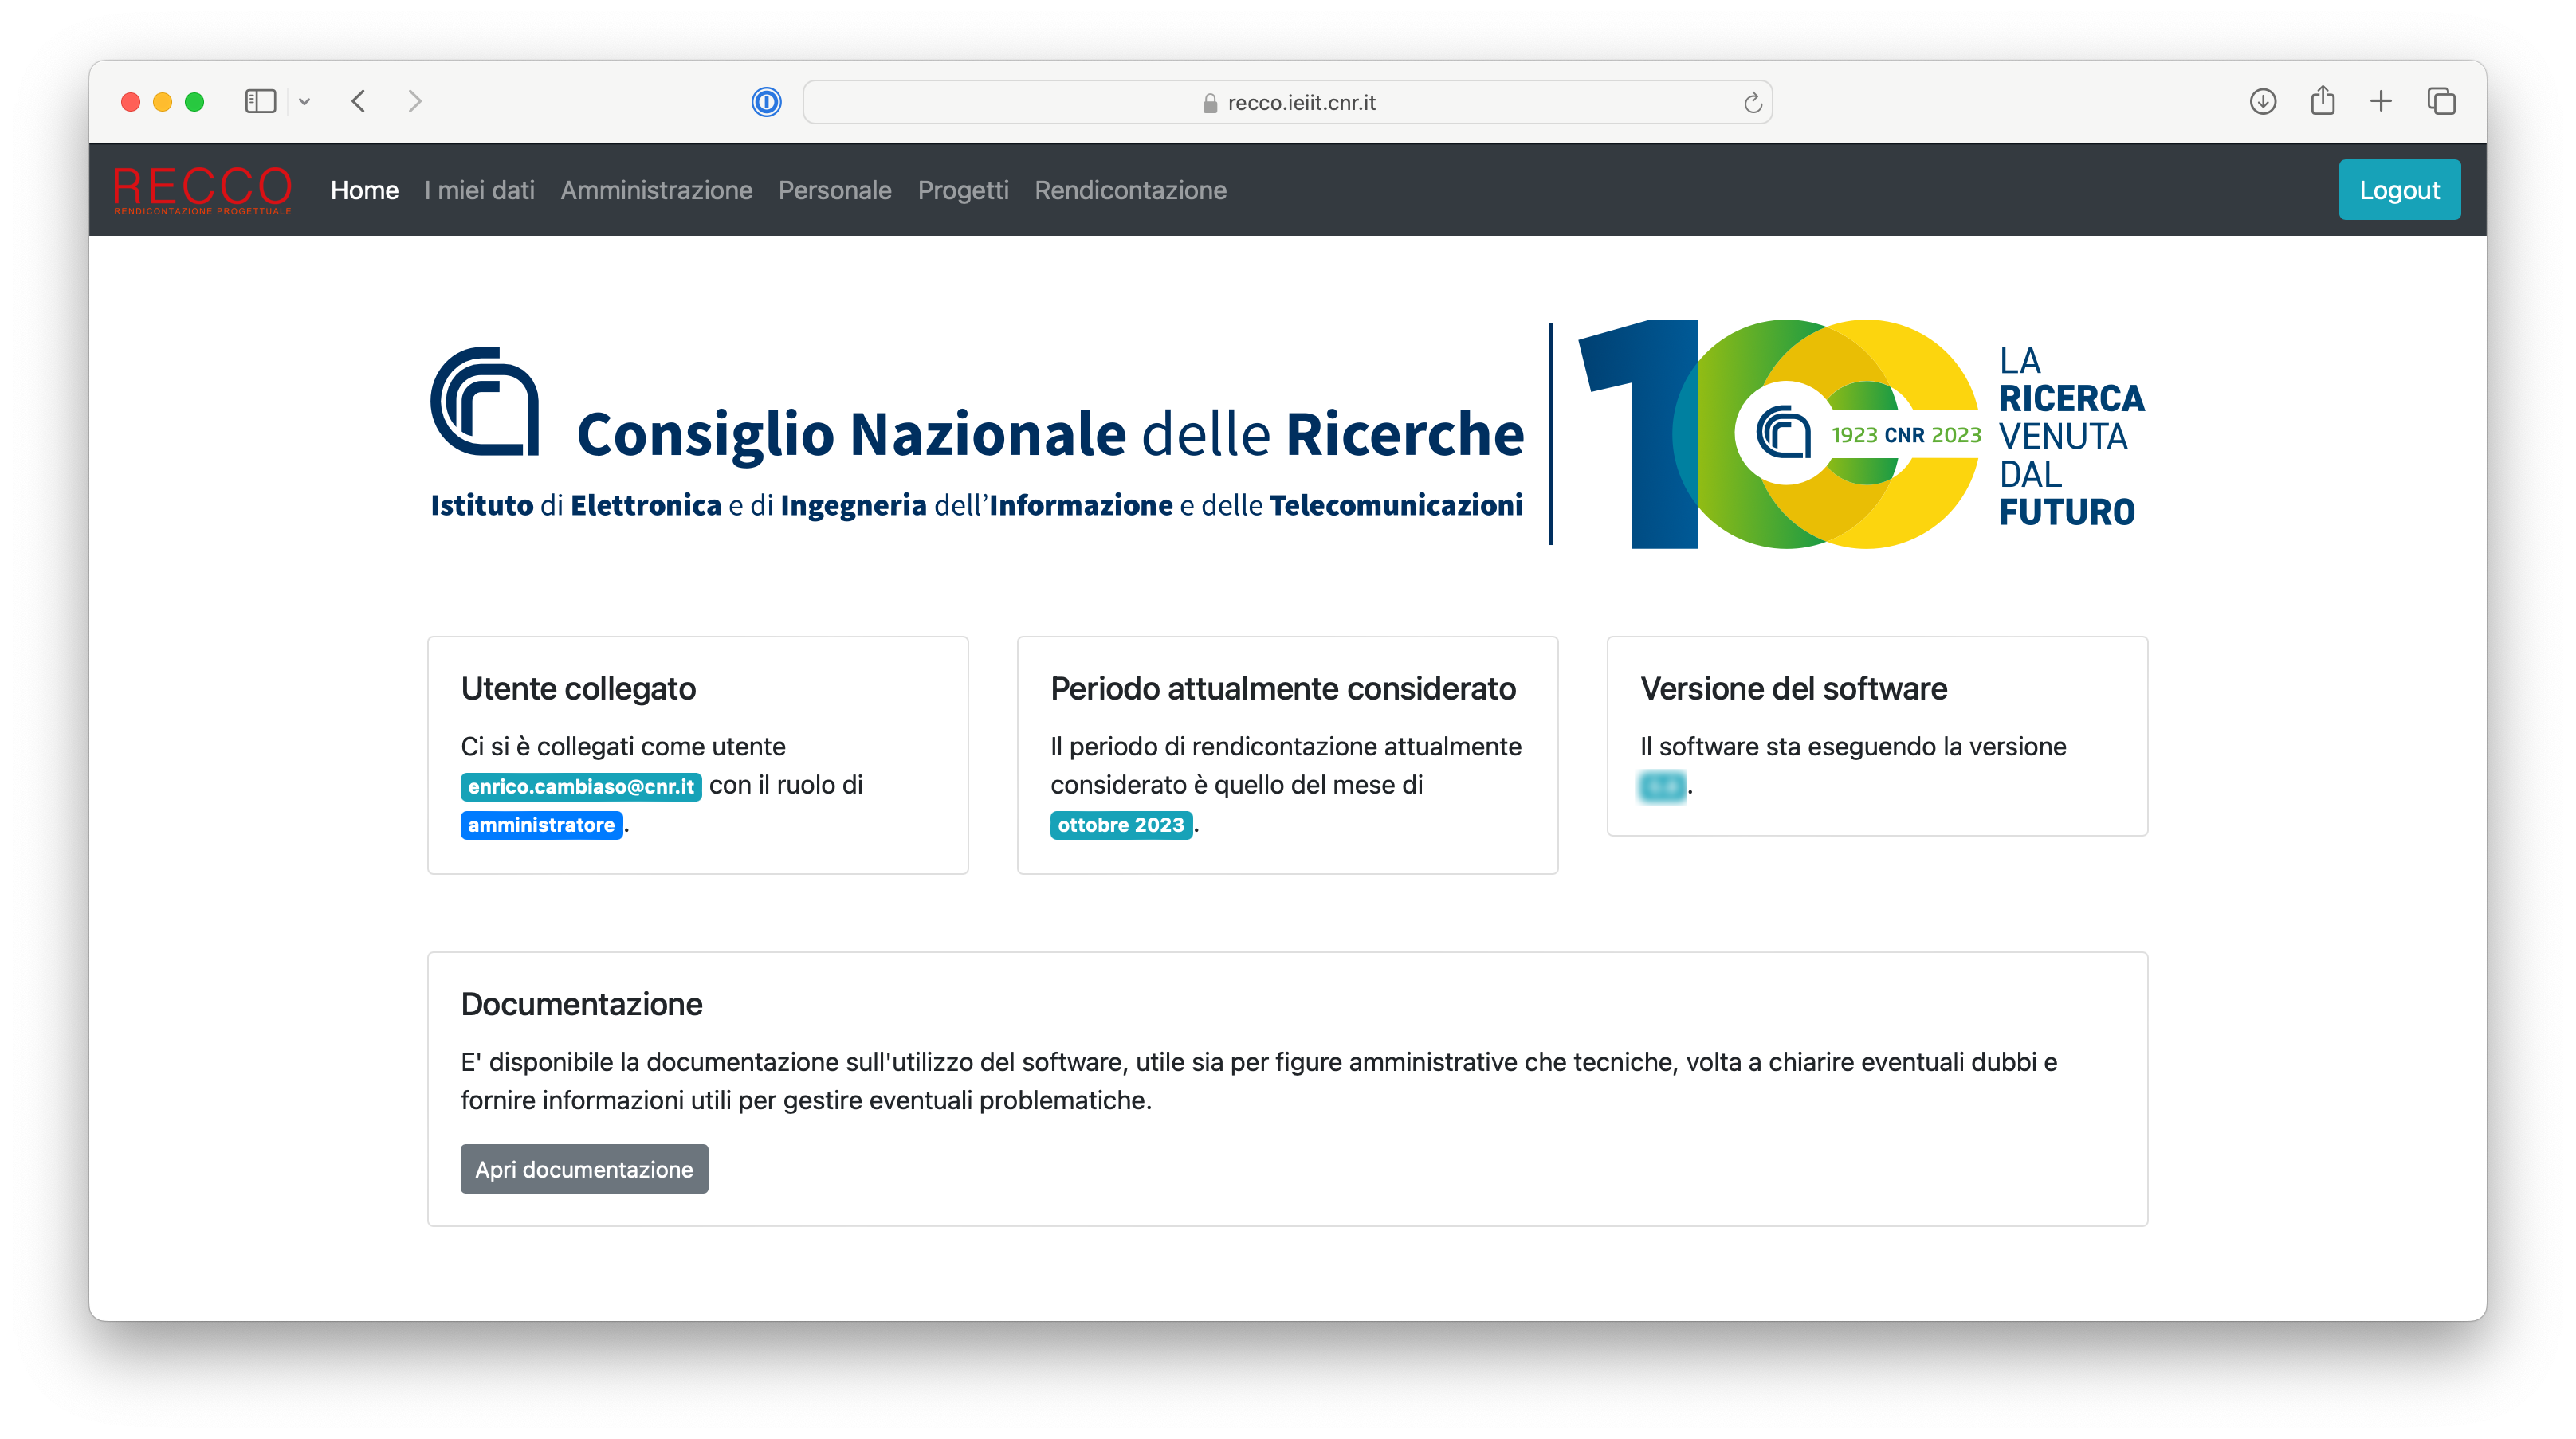 recco.ieiit.cnr.it
RECCO
RENDICONTAZIONE PROGETTUALE
Home I miei dati Amministrazione Personale Progetti Rendicontazione
Logout
Consiglio Nazionale delle Ricerche
Istituto di Elettronica e di Ingegneria dell'Informazione e delle Telecomunicazioni
100
1923 CNR 2023
LA
RICERCA
VENUTA
DAL
FUTURO
Utente collegato
Ci si è collegati come utente
enrico.cambiaso@cnr.it con il ruolo di
amministratore.
Periodo attualmente considerato
Il periodo di rendicontazione attualmente
considerato è quello del mese di
ottobre 2023.
Versione del software
Il software sta eseguendo la versione
.
Documentazione
E' disponibile la documentazione sull'utilizzo del software, utile sia per figure amministrative che tecniche, volta a chiarire eventuali dubbi e
fornire informazioni utili per gestire eventuali problematiche.
Apri documentazione